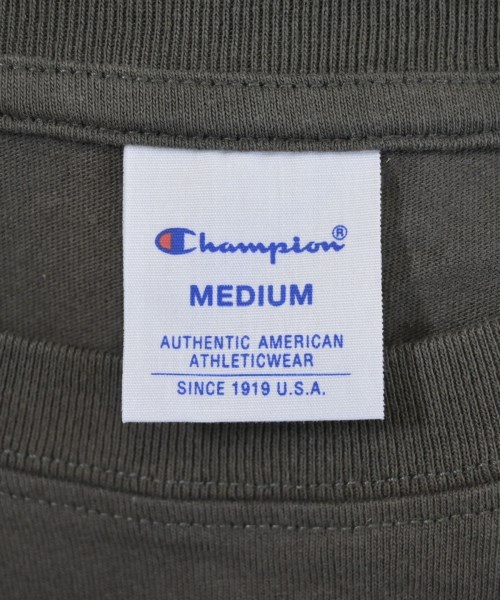 Champion®
MEDIUM
AUTHENTIC AMERICAN
ATHLETICWEAR
SINCE 1919 U.S.A.